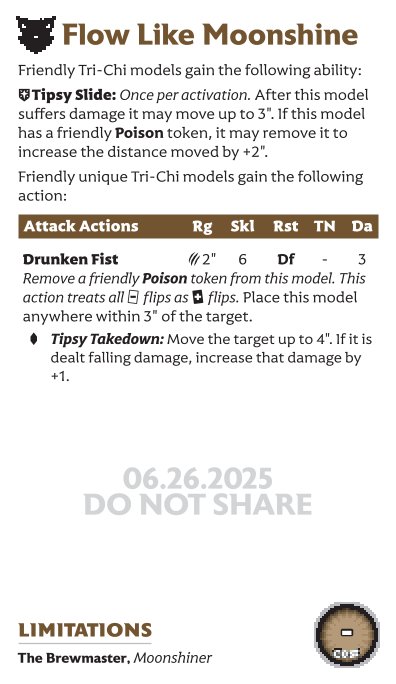 Flow Like Moonshine
Friendly Tri-Chi models gain the following ability:
Tipsy Slide: Once per activation. After this model
suffers damage it may move up to 3". If this model
has a friendly Poison token, it may remove it to
increase the distance moved by +2".
Friendly unique Tri-Chi models gain the following
action:
Attack Actions Rg Skl Rst TN Da
Drunken Fist 2" 6 Df - 3
Remove a friendly Poison token from this model. This
action treats all - flips as + flips. Place this model
anywhere within 3" of the target.
Tipsy Takedown: Move the target up to 4". If it is
dealt falling damage, increase that damage by
+1.
06.26.2025
DO NOT SHARE
LIMITATIONS
The Brewmaster, Moonshiner
-